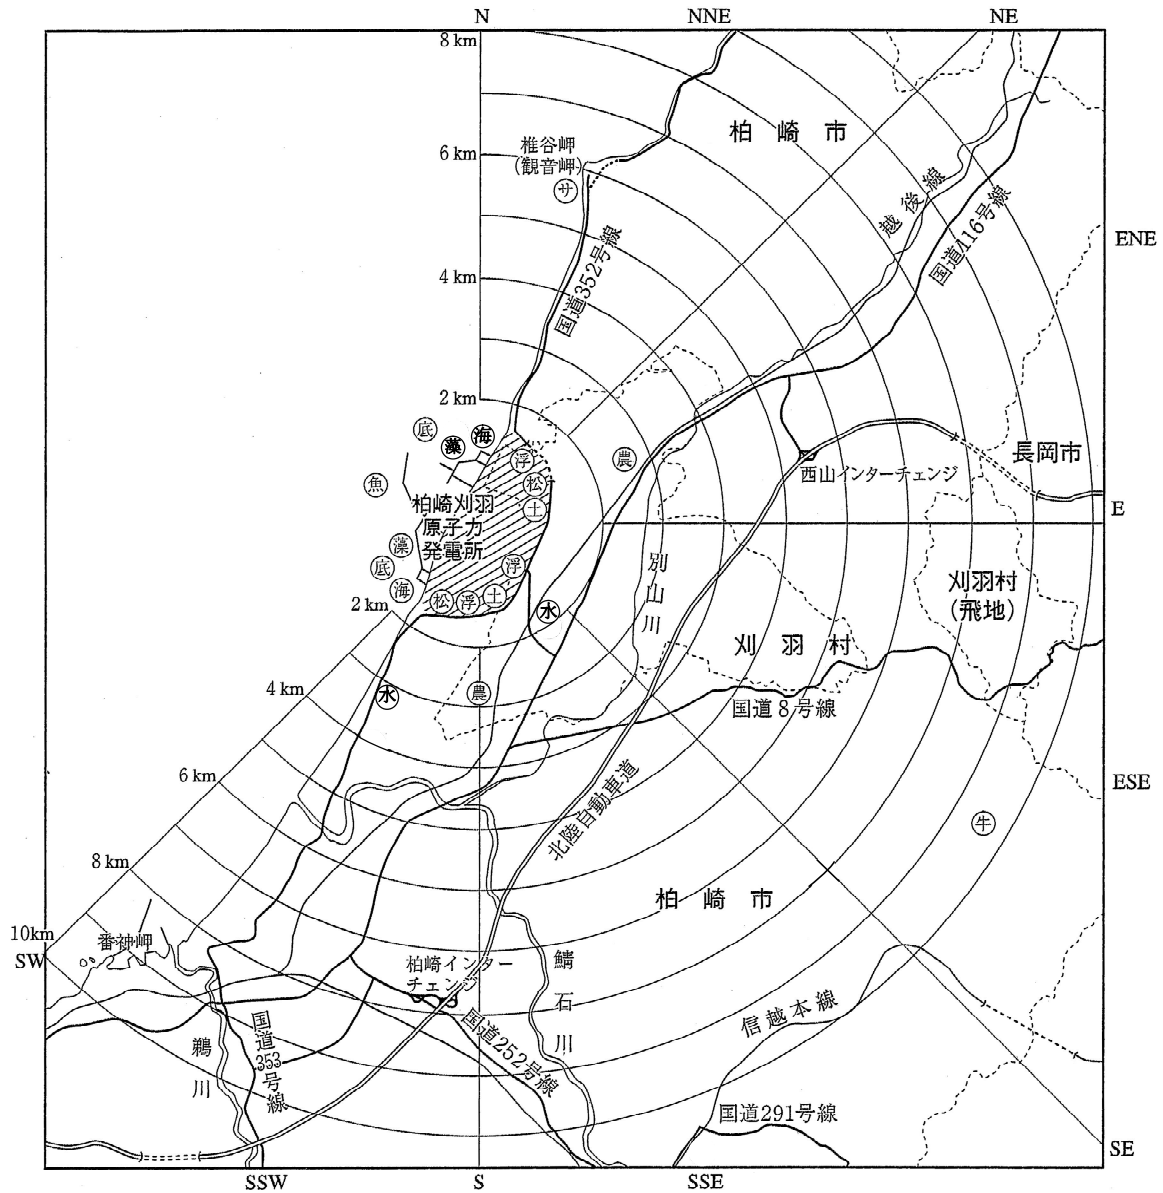 N
NNE
NE
8 km
柏崎市
椎谷岬
(観音岬)
6 km
サ
越後線
国道116号線
ENE
国道352号線
4 km
2 km
底
藻
海
浮
農
長岡市
西山インターチェンジ
魚
松
柏崎刈羽
原子力
発電所
土
E
藻
底
海
浮
別山川
刈羽村
(飛地)
2 km
松
浮
土
水
刈羽村
4 km
水
農
国道8号線
6 km
北陸自動車道
ESE
牛
8 km
柏崎市
10km
SW
番神岬
柏崎インター
チェンジ
鯖石川
国道353号線
鵜川
国道252号線
信越本線
国道291号線
SE
SSW
S
SSE